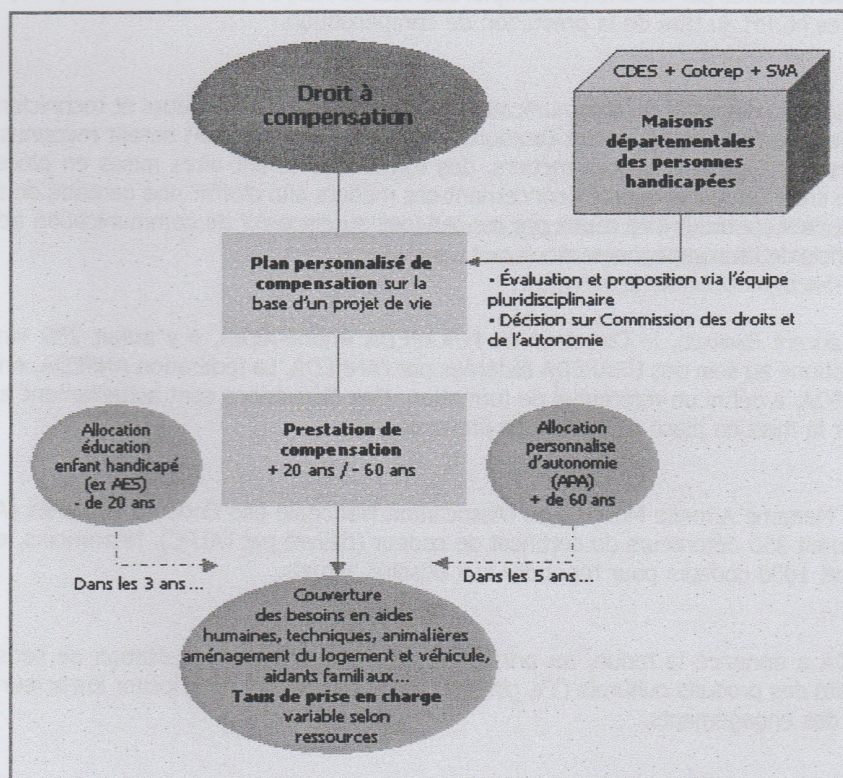 Droit à
compensation
CDES + Cotorep + SVA
Maisons
départementales
des personnes
handicapées
Plan personnalisé de
compensation sur la
base d'un projet de vie
• Évaluation et proposition via l'équipe
pluridisciplinaire
• Décision sur Commission des droits et
de l'autonomie
Allocation
éducation
enfant handicapé
(ex AES)
- de 20 ans
Prestation de
compensation
+ 20 ans / - 60 ans
Allocation
personnalise
d'autonomie
(APA)
+ de 60 ans
Dans les 3 ans...
Dans les 5 ans...
Couverture
des besoins en aides
humaines, techniques, animalières
aménagement du logement et véhicule,
aidants familiaux...
Taux de prise en charge
variable selon
ressources